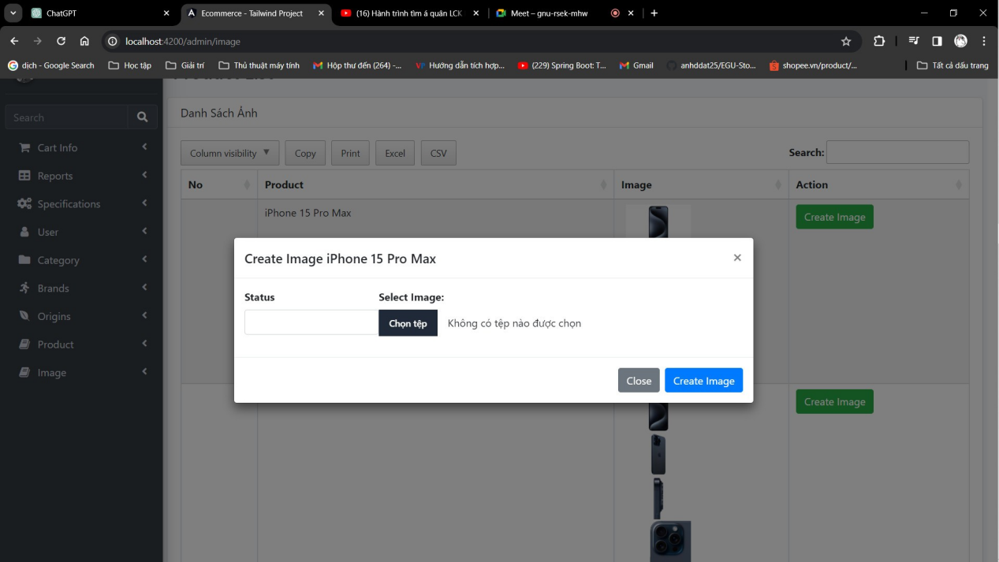 ChatGPT
Ecommerce - Tailwind Project
(16) Hành trình tìm á quân LCK
Meet – gnu-rsek-mhw
localhost:4200/admin/image
dịch - Google Search
Học tập
Giải trí
Thủ thuật máy tính
Hộp thư đến (264) -...
Hướng dẫn tích hợp...
(229) Spring Boot: T...
Gmail
anhddat25/EGU-Sto...
shopee.vn/product/...
Tất cả dấu trang
Danh Sách Ảnh
Search
Column visibility
Copy
Print
Excel
CSV
Search:
Cart Info
Reports
Specifications
User
Category
Brands
Origins
Product
Image
No
Product
Image
Action
iPhone 15 Pro Max
Create Image
Create Image iPhone 15 Pro Max
×
Status
Select Image:
Chọn tệp
Không có tệp nào được chọn
Close
Create Image
Create Image